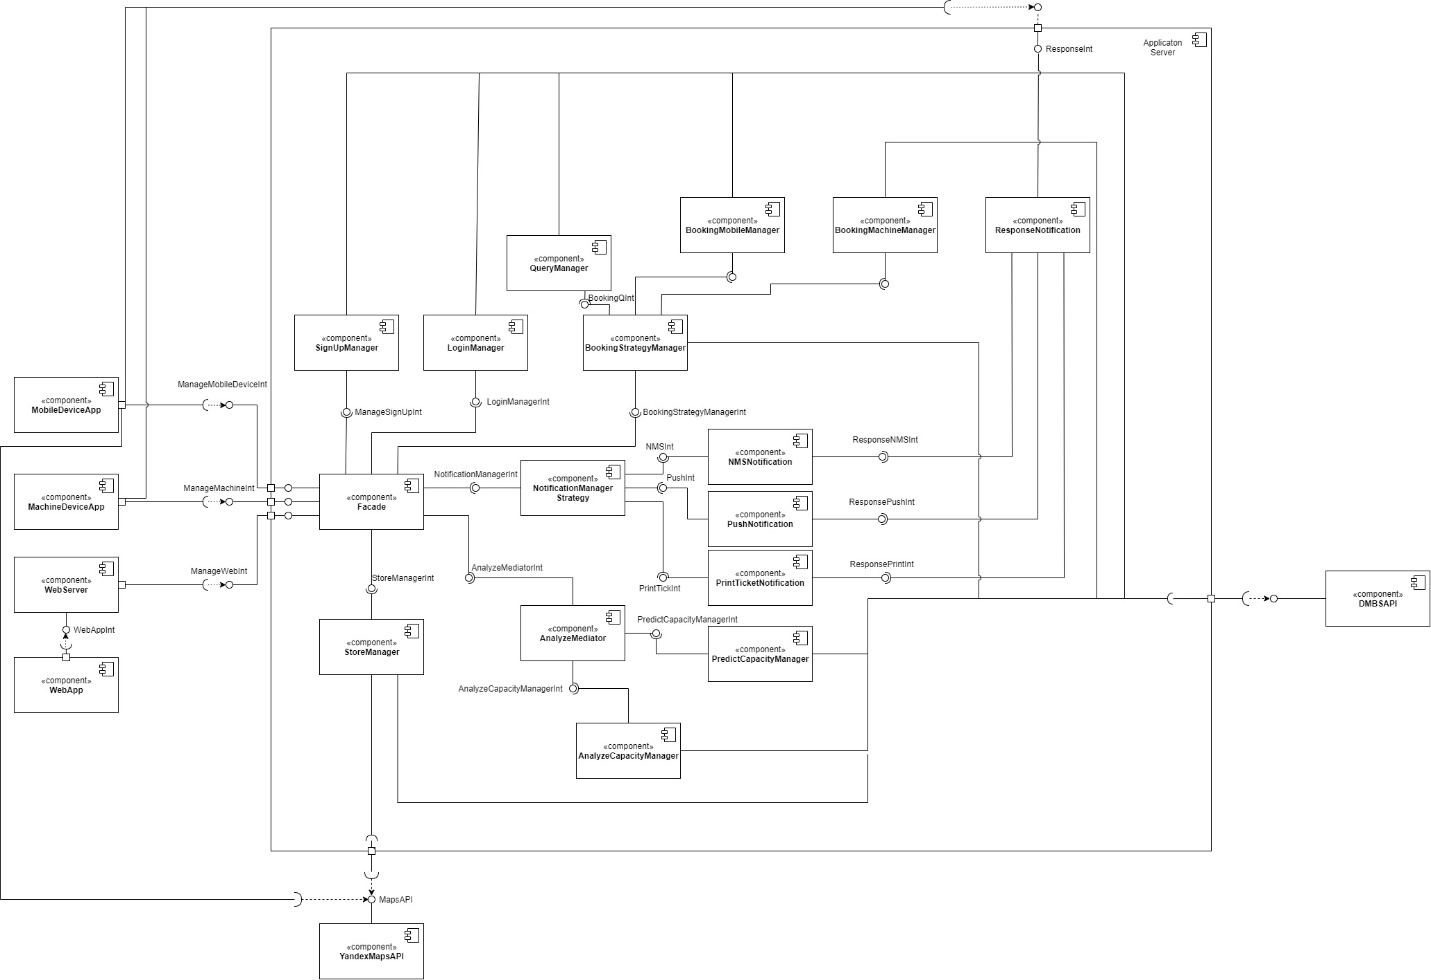 ResponseInt
Applicaton
Server
«component»
BookingMobileManager
«component»
BookingMachineManager
«component»
ResponseNotification
«component»
QueryManager
BookingQInt
«component»
SignUpManager
«component»
LoginManager
«component»
BookingStrategyManager
ManageMobileDeviceInt
«component»
MobileDeviceApp
ManageSignUpInt
LoginManagerInt
BookingStrategyManagerInt
NMSInt
«component»
NMSNotification
ResponseNMSInt
«component»
MachineDeviceApp
ManageMachineInt
«component»
Facade
NotificationManagerInt
«component»
NotificationManager
Strategy
PushInt
«component»
PushNotification
ResponsePushInt
«component»
WebServer
ManageWebInt
StoreManagerInt
AnalyzeMediatorInt
PrintTickInt
«component»
PrintTicketNotification
ResponsePrintInt
«component»
DMBSAPI
WebAppInt
«component»
WebApp
«component»
StoreManager
«component»
AnalyzeMediator
PredictCapacityManagerInt
«component»
PredictCapacityManager
AnalyzeCapacityManagerInt
«component»
AnalyzeCapacityManager
MapsAPI
«component»
YandexMapsAPI